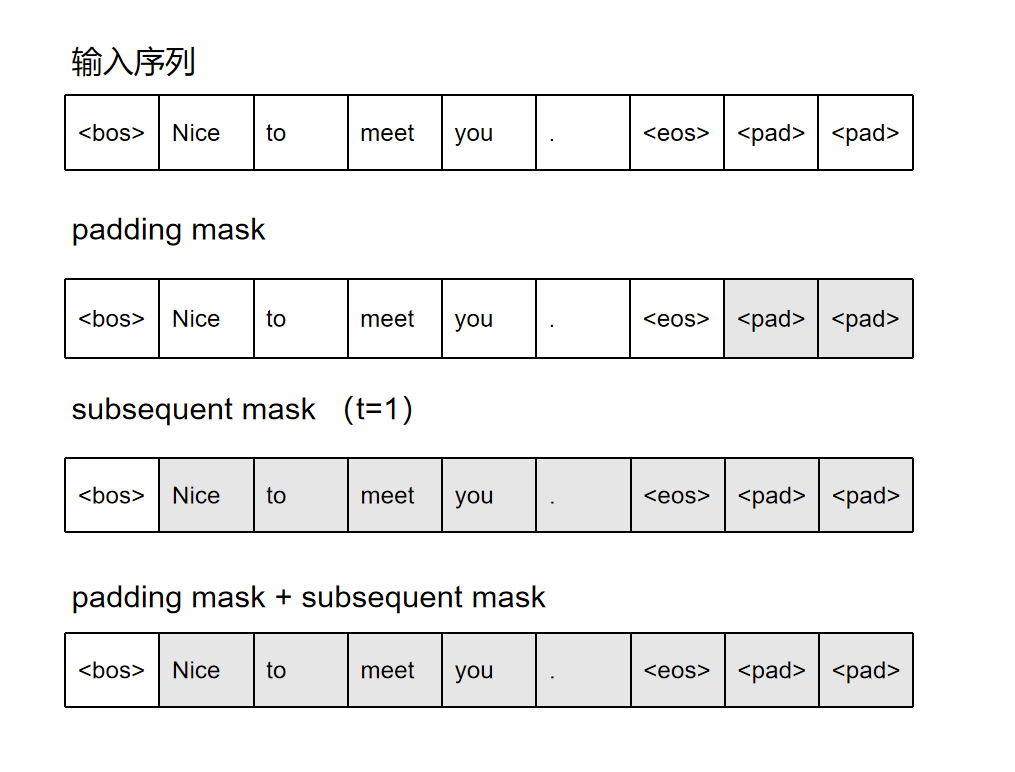 输入序列
<bos> Nice to meet you . <eos> <pad> <pad>
padding mask
<bos> Nice to meet you . <eos> <pad> <pad>
subsequent mask （t=1）
<bos> Nice to meet you . <eos> <pad> <pad>
padding mask + subsequent mask
<bos> Nice to meet you . <eos> <pad> <pad>